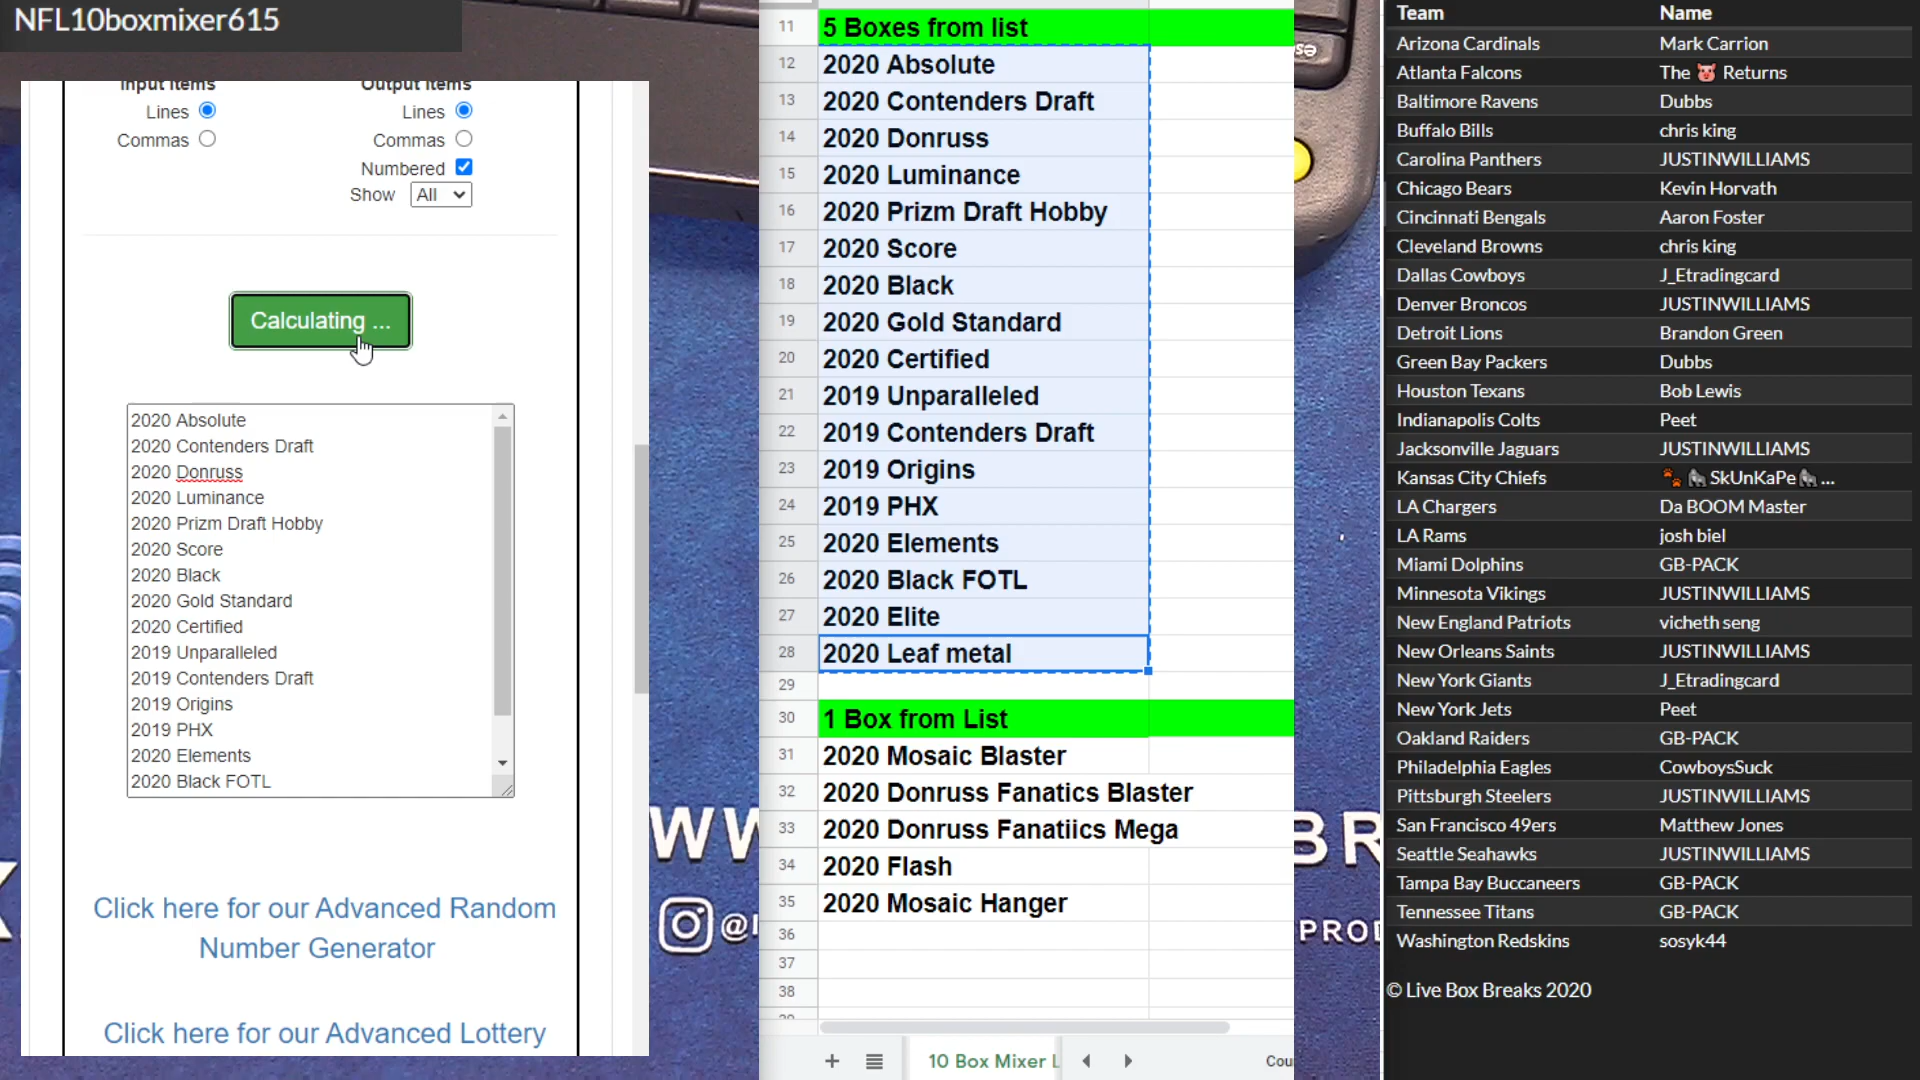 NFL10boxmixer615
Input Items
Output Items
Lines
Lines
Commas
Commas
Numbered
Show All
Calculating ...
2020 Absolute
2020 Contenders Draft
2020 Donruss
2020 Luminance
2020 Prizm Draft Hobby
2020 Score
2020 Black
2020 Gold Standard
2020 Certified
2019 Unparalleled
2019 Contenders Draft
2019 Origins
2019 PHX
2020 Elements
2020 Black FOTL
Click here for our Advanced Random
Number Generator
Click here for our Advanced Lottery
11 5 Boxes from list
12 2020 Absolute
13 2020 Contenders Draft
14 2020 Donruss
15 2020 Luminance
16 2020 Prizm Draft Hobby
17 2020 Score
18 2020 Black
19 2020 Gold Standard
20 2020 Certified
21 2019 Unparalleled
22 2019 Contenders Draft
23 2019 Origins
24 2019 PHX
25 2020 Elements
26 2020 Black FOTL
27 2020 Elite
28 2020 Leaf metal
29
30 1 Box from List
31 2020 Mosaic Blaster
32 2020 Donruss Fanatics Blaster
33 2020 Donruss Fanatiics Mega
34 2020 Flash
35 2020 Mosaic Hanger
36
37
38
10 Box Mixer L
Cou
Team Name
Arizona Cardinals Mark Carrion
Atlanta Falcons The 🐷 Returns
Baltimore Ravens Dubbs
Buffalo Bills chris king
Carolina Panthers JUSTINWILLIAMS
Chicago Bears Kevin Horvath
Cincinnati Bengals Aaron Foster
Cleveland Browns chris king
Dallas Cowboys J_Etradingcard
Denver Broncos JUSTINWILLIAMS
Detroit Lions Brandon Green
Green Bay Packers Dubbs
Houston Texans Bob Lewis
Indianapolis Colts Peet
Jacksonville Jaguars JUSTINWILLIAMS
Kansas City Chiefs 🐾 🦍 SkUnKaPe 🦍 ...
LA Chargers Da BOOM Master
LA Rams josh biel
Miami Dolphins GB-PACK
Minnesota Vikings JUSTINWILLIAMS
New England Patriots vicheth seng
New Orleans Saints JUSTINWILLIAMS
New York Giants J_Etradingcard
New York Jets Peet
Oakland Raiders GB-PACK
Philadelphia Eagles CowboysSuck
Pittsburgh Steelers JUSTINWILLIAMS
San Francisco 49ers Matthew Jones
Seattle Seahawks JUSTINWILLIAMS
Tampa Bay Buccaneers GB-PACK
Tennessee Titans GB-PACK
Washington Redskins sosyk44
© Live Box Breaks 2020